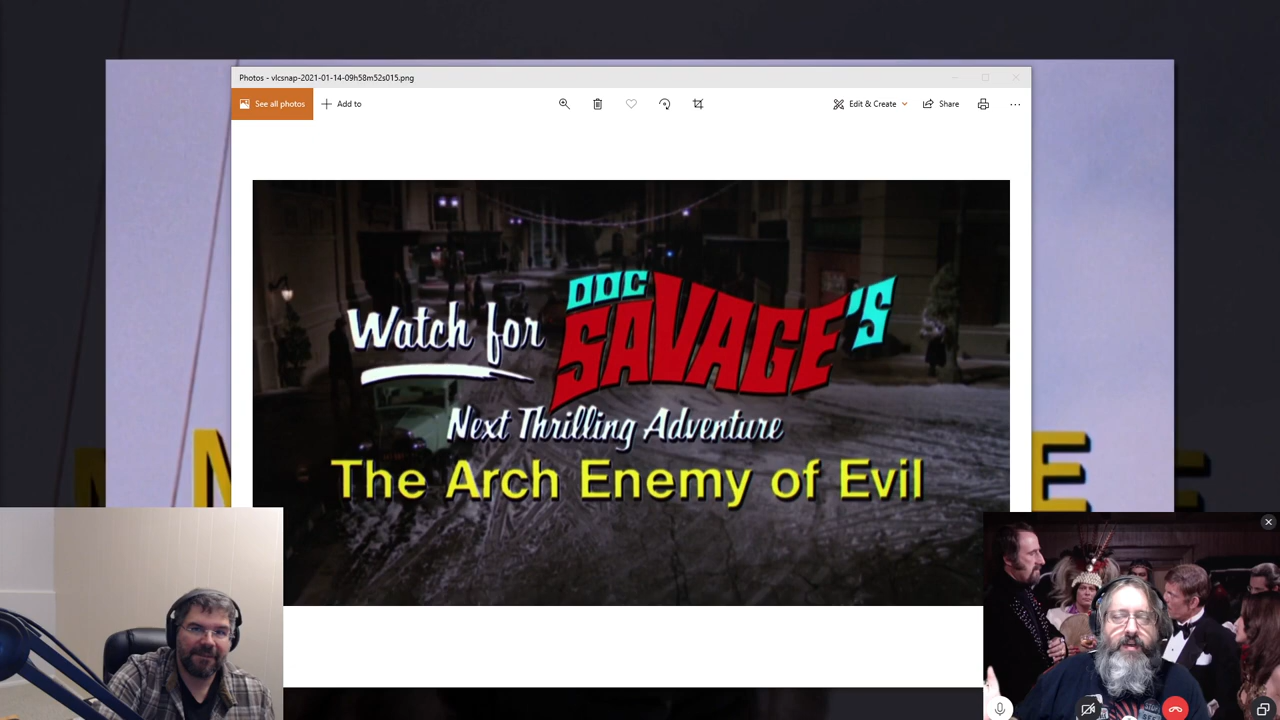 Photos - vlcsnap-2021-01-14-09h58m52s015.png
See all photos
Add to
Edit & Create
Share
Watch for DOC SAVAGE'S
Next Thrilling Adventure
The Arch Enemy of Evil